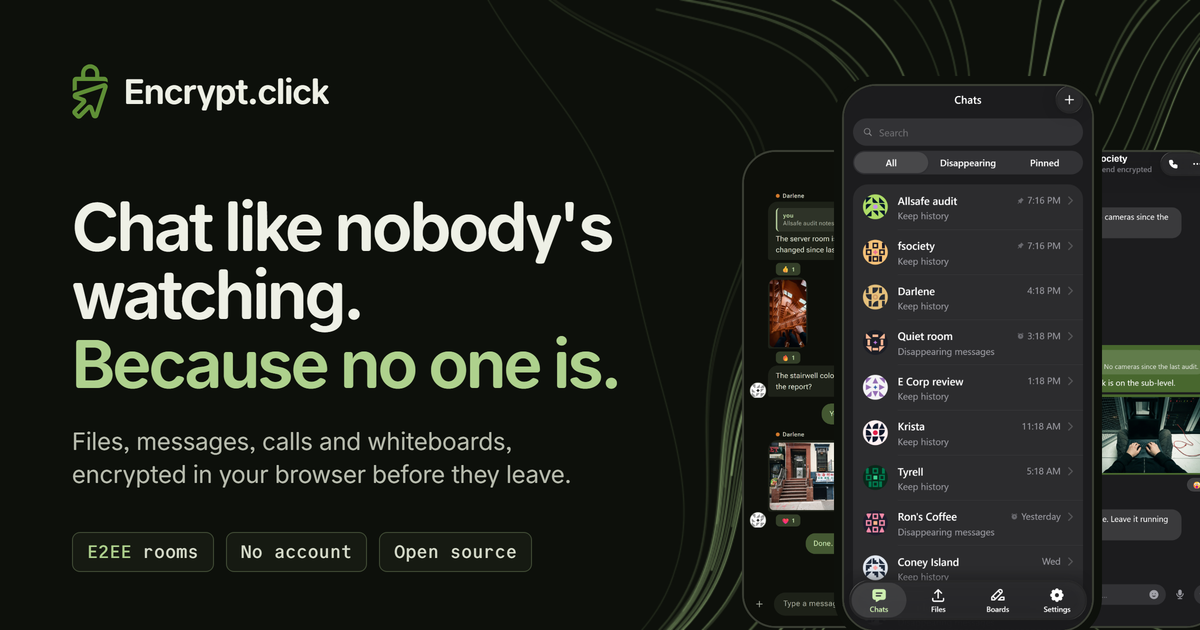 Encrypt.click
Chat like nobody's
watching.
Because no one is.
Files, messages, calls and whiteboards,
encrypted in your browser before they leave.
E2EE rooms
No account
Open source
Darlene
you
Allsafe audit notes
The server room
changed since
👍 1
🔥 1
The stairwell
the report?
Darlene
❤️ 1
Done.
Type a
Chats
Search
All
Disappearing
Pinned
Allsafe audit
7:16 PM
Keep history
fsociety
7:16 PM
Keep history
Darlene
4:18 PM
Keep history
Quiet room
3:18 PM
Disappearing messages
E Corp review
1:18 PM
Keep history
Krista
11:18 AM
Keep history
Tyrell
5:18 AM
Keep history
Ron's Coffee
Yesterday
Disappearing messages
Coney Island
Wed
Keep history
Chats
Files
Boards
Settings
ociety
encrypted
cameras since the
No cameras since the last audit.
is on the sub-level.
Leave it running